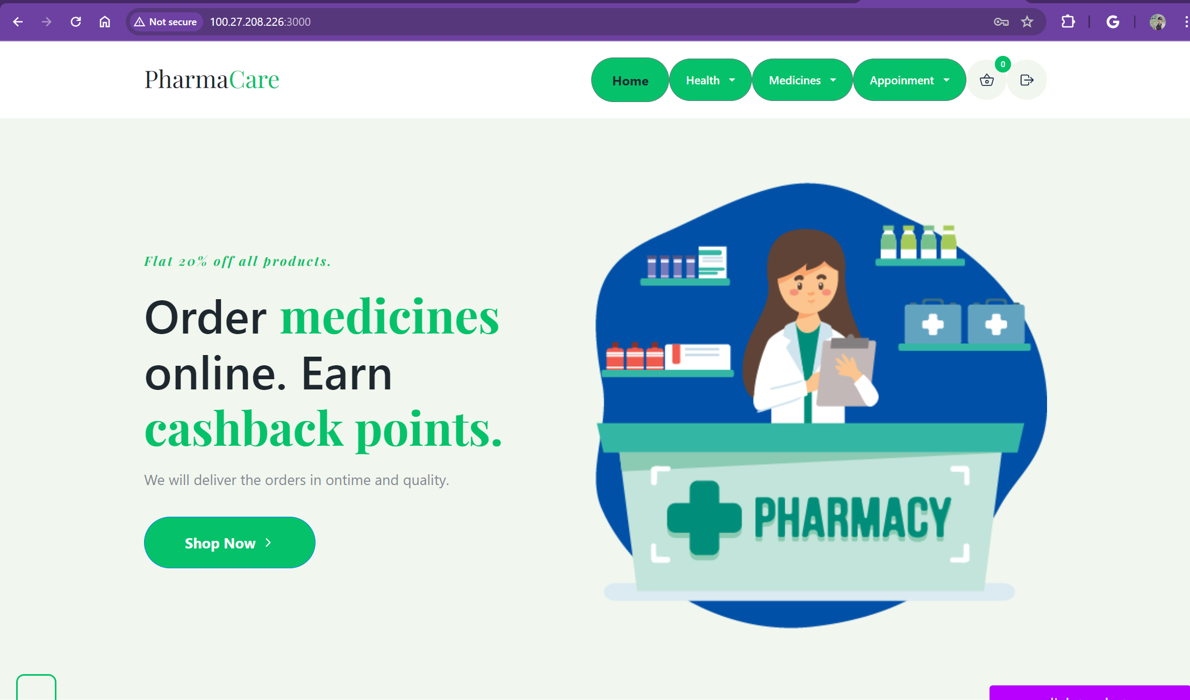 Not secure 100.27.208.226:3000
PharmaCare
Home Health Medicines Appoinment 0
Flat 20% off all products.
Order medicines
online. Earn
cashback points.
We will deliver the orders in ontime and quality.
Shop Now
PHARMACY